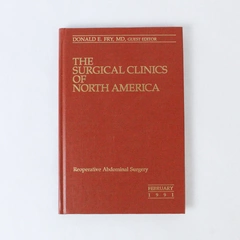 DONALD E. FRY, MD, GUEST EDITOR
THE
SURGICAL CLINICS
OF
NORTH AMERICA
Reoperative Abdominal Surgery
FEBRUARY
1991